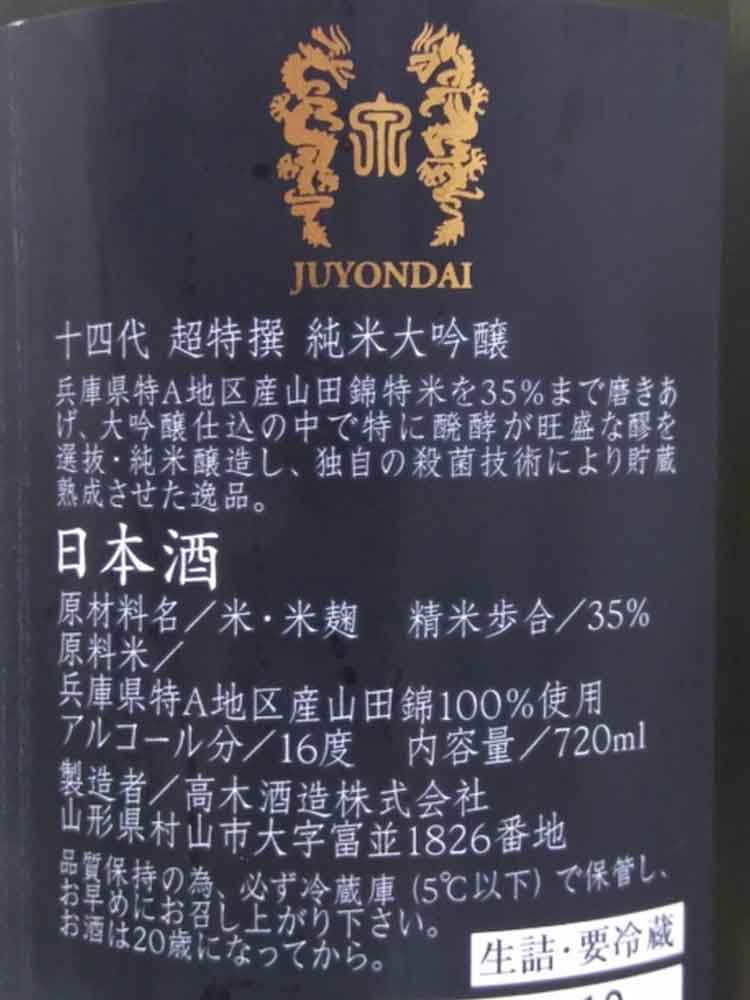 JUYONDAI
十四代 超特撰 純米大吟醸
兵庫県特A地区産山田錦特米を35%まで磨きあ
げ、大吟醸仕込の中で特に醗酵が旺盛な醪を
選抜・純米醸造し、独自の殺菌技術により貯蔵
熟成させた逸品。
日本酒
原材料名／米・米麹 精米歩合／35%
原料米／
兵庫県特A地区産山田錦100%使用
アルコール分／16度 内容量／720ml
製造者／高木酒造株式会社
山形県村山市大字富並1826番地
品質保持の為、必ず冷蔵庫(5℃以下)で保管し、
お早めにお召し上がり下さい。
お酒は20歳になってから。
生詰・要冷蔵